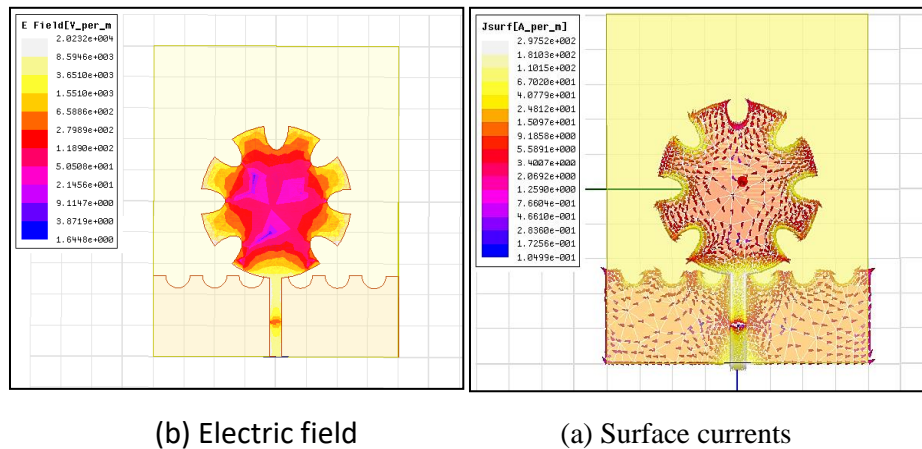 E Field[V_per_m
2.0232e+004
8.5946e+003
3.6510e+003
1.5510e+003
6.5886e+002
2.7989e+002
1.1890e+002
5.0508e+001
2.1456e+001
9.1147e+000
3.8719e+000
1.6448e+000
Jsurf[A_per_m]
2.9752e+002
1.8103e+002
1.1015e+002
6.7020e+001
4.0779e+001
2.4812e+001
1.5097e+001
9.1858e+000
5.5891e+000
3.4007e+000
2.0692e+000
1.2590e+000
7.6604e-001
4.6610e-001
2.8360e-001
1.7256e-001
1.0499e-001
(b) Electric field
(a) Surface currents